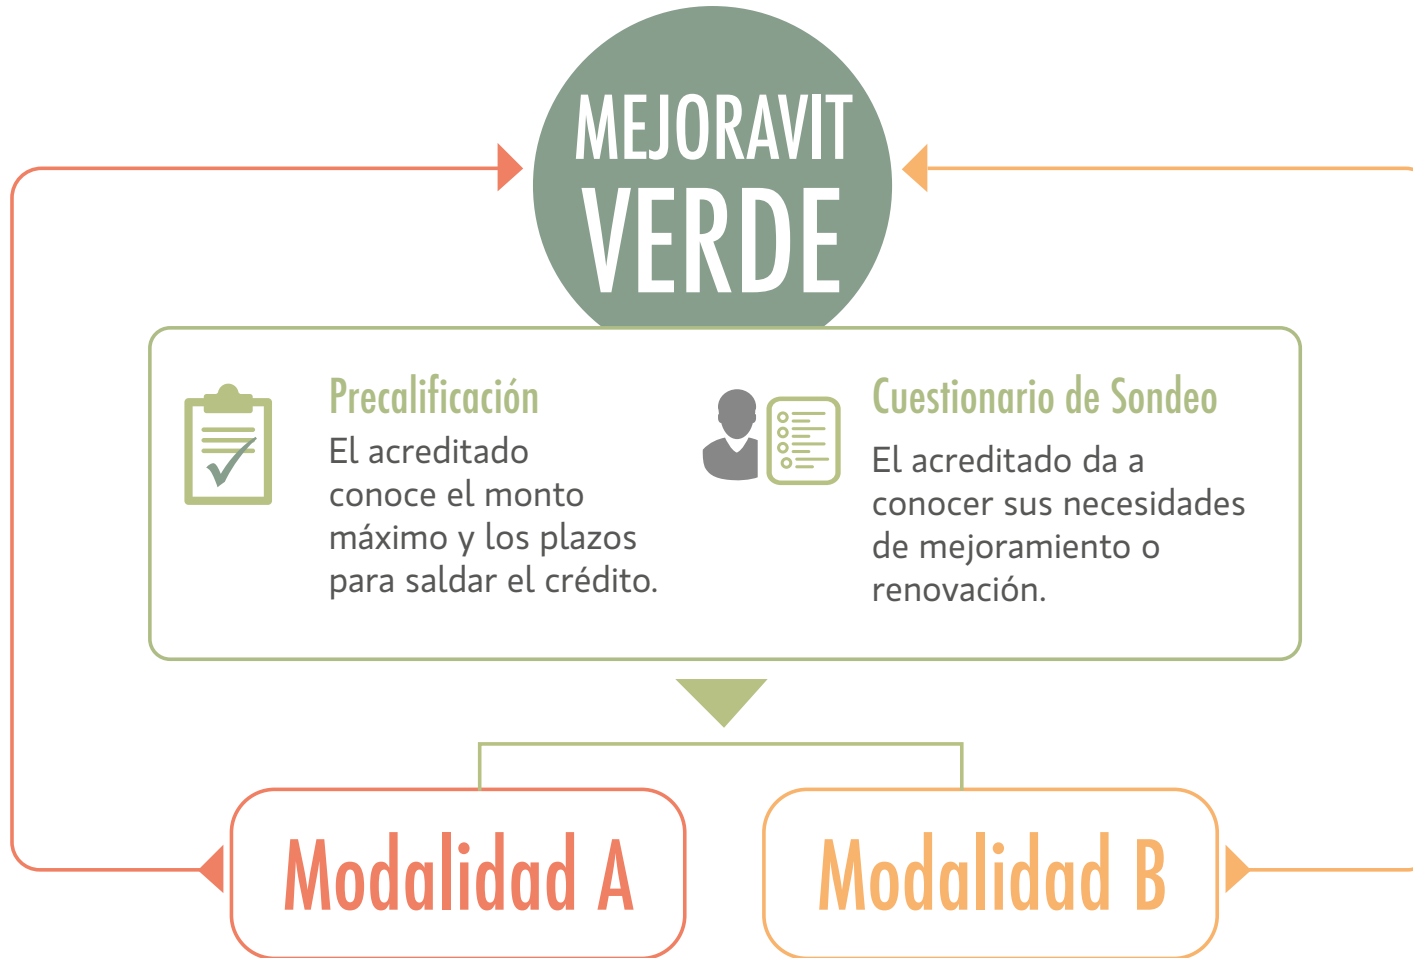 MEJORAVIT
VERDE
Precalificación
El acreditado
conoce el monto
máximo y los plazos
para saldar el crédito.
Cuestionario de Sondeo
El acreditado da a
conocer sus necesidades
de mejoramiento o
renovación.
Modalidad A
Modalidad B